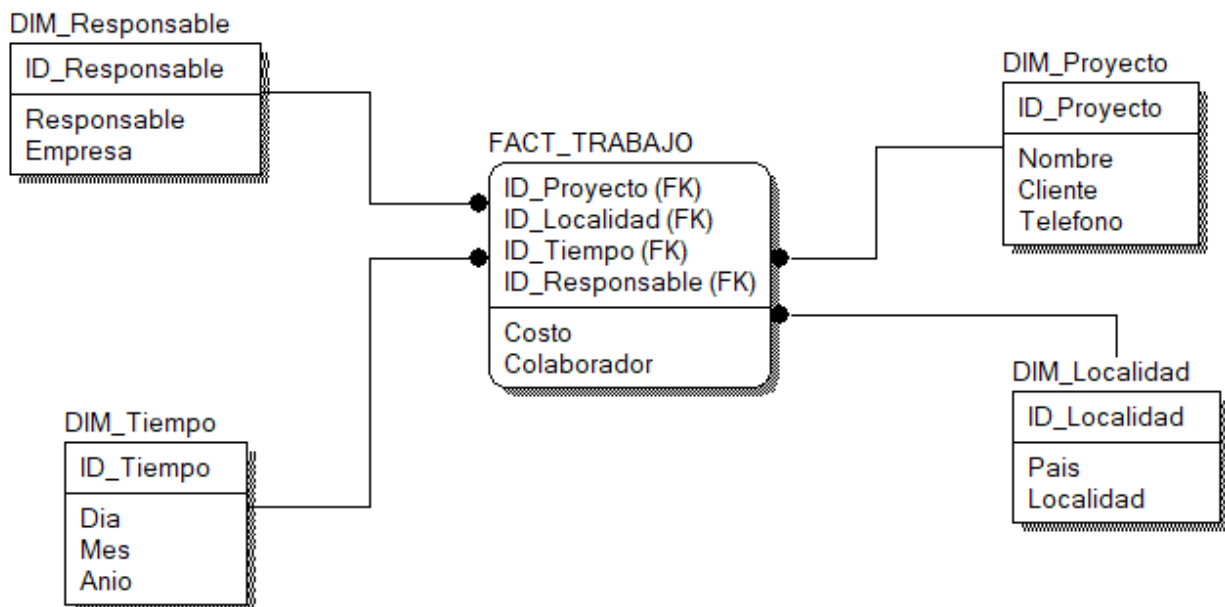 DIM_Responsable
ID_Responsable
Responsable
Empresa
DIM_Proyecto
ID_Proyecto
Nombre
Cliente
Telefono
FACT_TRABAJO
ID_Proyecto (FK)
ID_Localidad (FK)
ID_Tiempo (FK)
ID_Responsable (FK)
Costo
Colaborador
DIM_Localidad
ID_Localidad
Pais
Localidad
DIM_Tiempo
ID_Tiempo
Dia
Mes
Anio